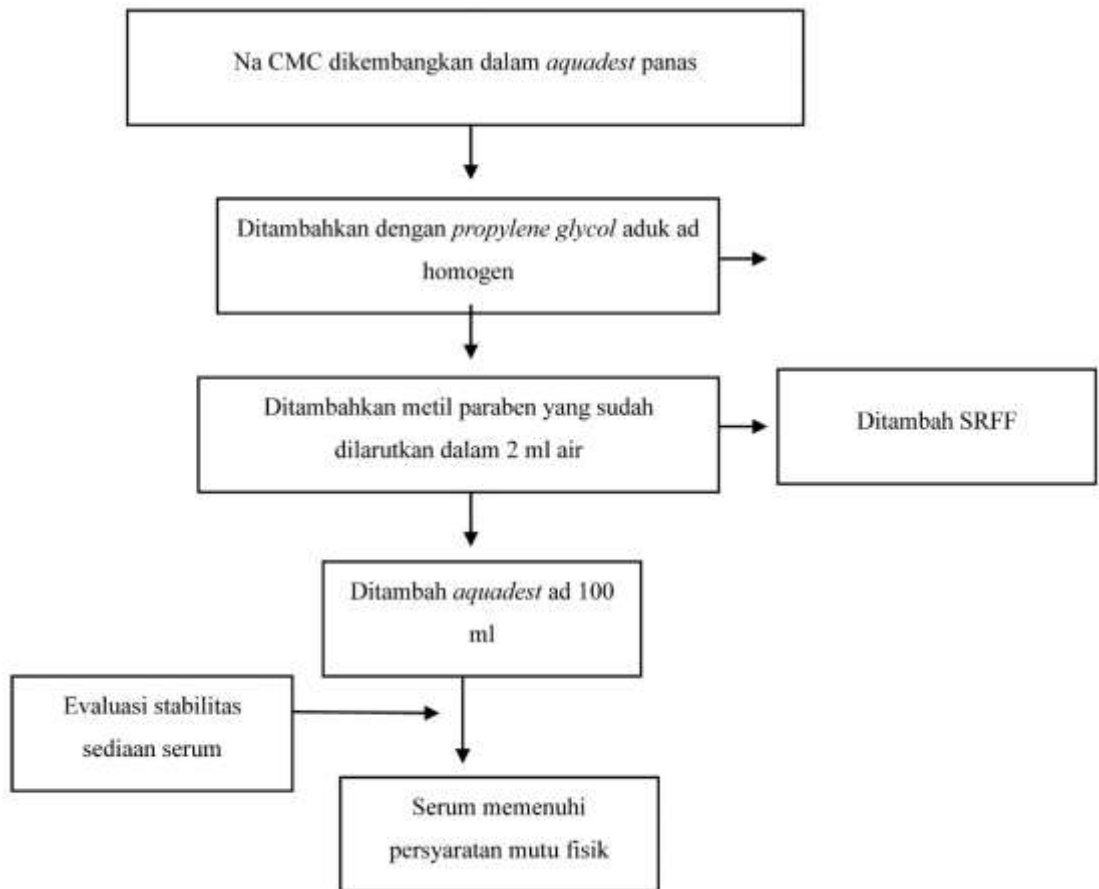 Na CMC dikembangkan dalam aquadest panas
Ditambahkan dengan propylene glycol aduk ad
homogen
Ditambahkan metil paraben yang sudah
dilarutkan dalam 2 ml air
Ditambah SRFF
Ditambah aquadest ad 100
ml
Evaluasi stabilitas
sediaan serum
Serum memenuhi
persyaratan mutu fisik